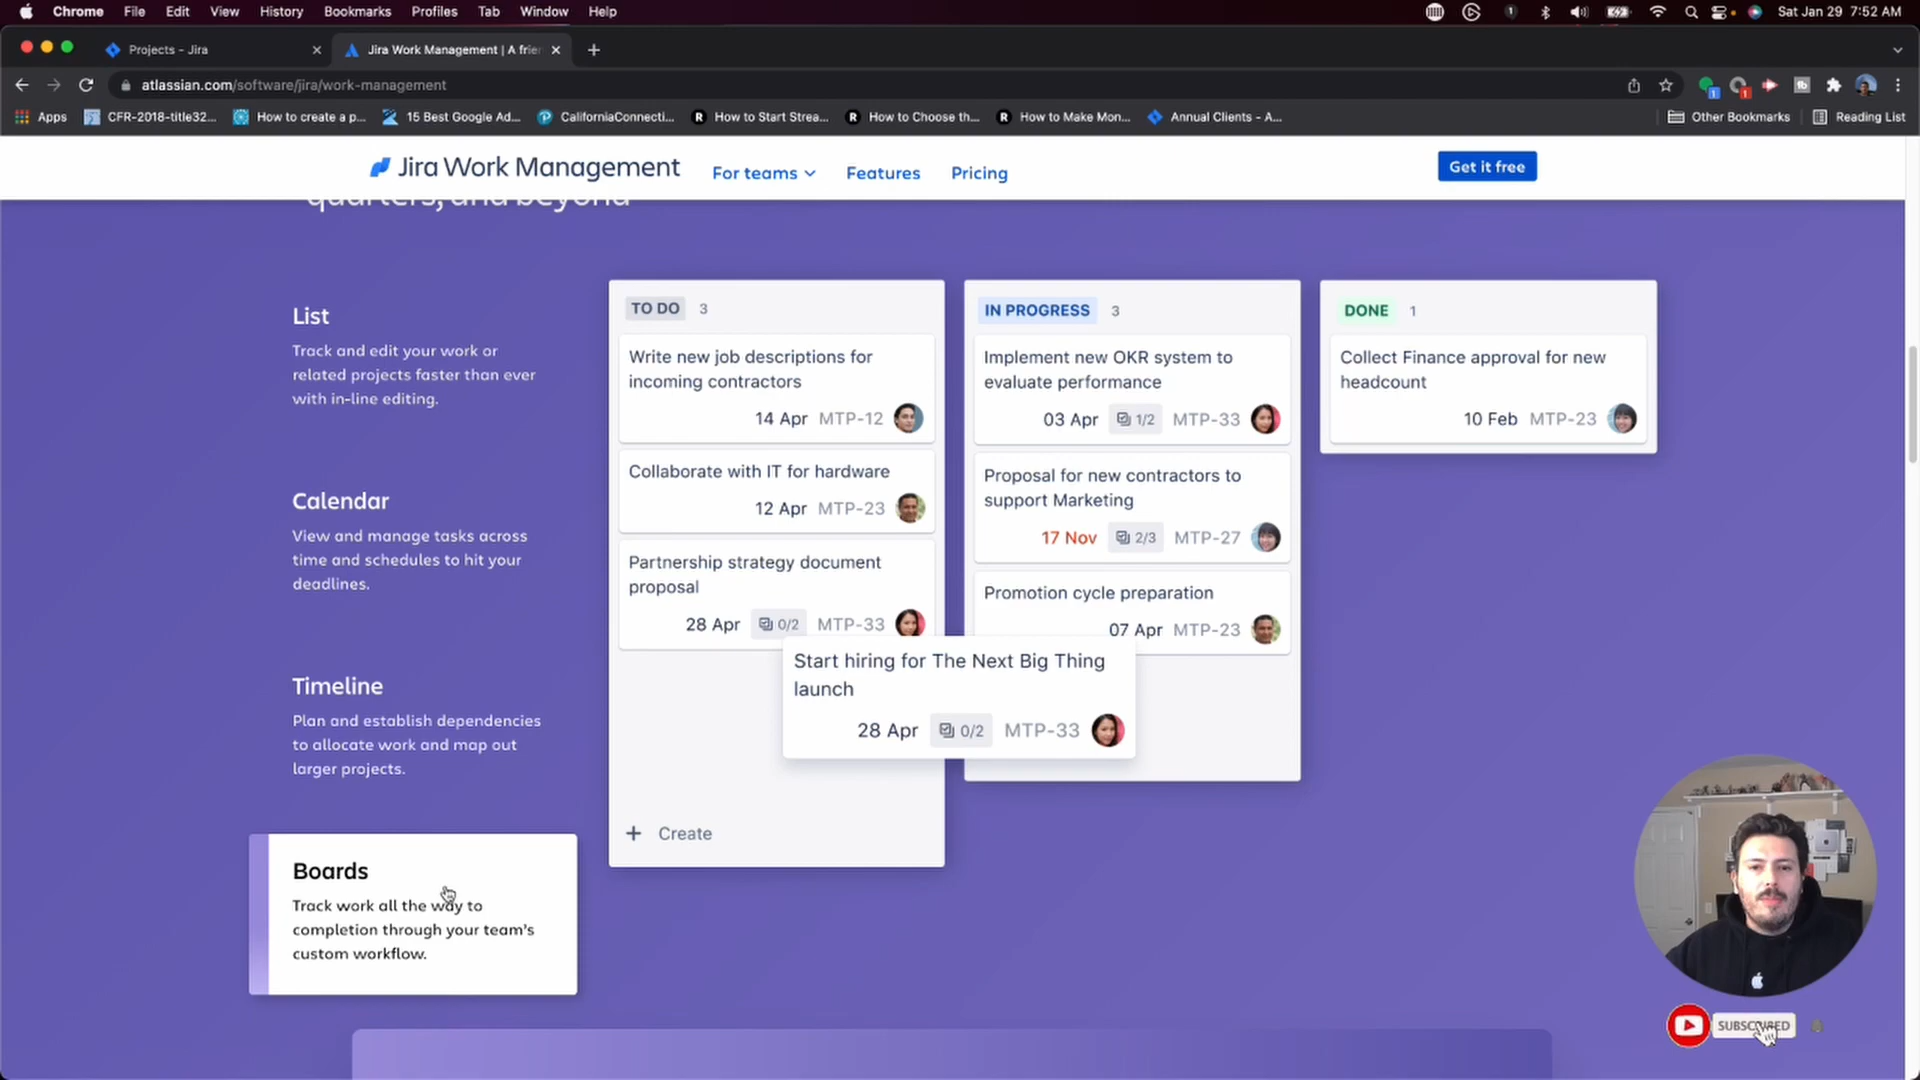 Chrome File Edit View History Bookmarks Profiles Tab Window Help Sat Jan 29 7:52 AM
Projects - Jira
Jira Work Management | A frie
atlassian.com/software/jira/work-management
Apps CFR-2018-title32... How to create a p... 15 Best Google Ad... CaliforniaConnecti... How to Start Strea... How to Choose th... How to Make Mon... Annual Clients - A... Other Bookmarks Reading List
Jira Work Management For teams Features Pricing Get it free
quarters, and beyond
List
Track and edit your work or
related projects faster than ever
with in-line editing.
Calendar
View and manage tasks across
time and schedules to hit your
deadlines.
Timeline
Plan and establish dependencies
to allocate work and map out
larger projects.
Boards
Track work all the way to
completion through your team's
custom workflow.
TO DO 3
Write new job descriptions for
incoming contractors
14 Apr MTP-12
Collaborate with IT for hardware
12 Apr MTP-23
Partnership strategy document
proposal
28 Apr 0/2 MTP-33
Start hiring for The Next Big Thing
launch
28 Apr 0/2 MTP-33
+ Create
IN PROGRESS 3
Implement new OKR system to
evaluate performance
03 Apr 1/2 MTP-33
Proposal for new contractors to
support Marketing
17 Nov 2/3 MTP-27
Promotion cycle preparation
07 Apr MTP-23
DONE 1
Collect Finance approval for new
headcount
10 Feb MTP-23
SUBSCRIBED